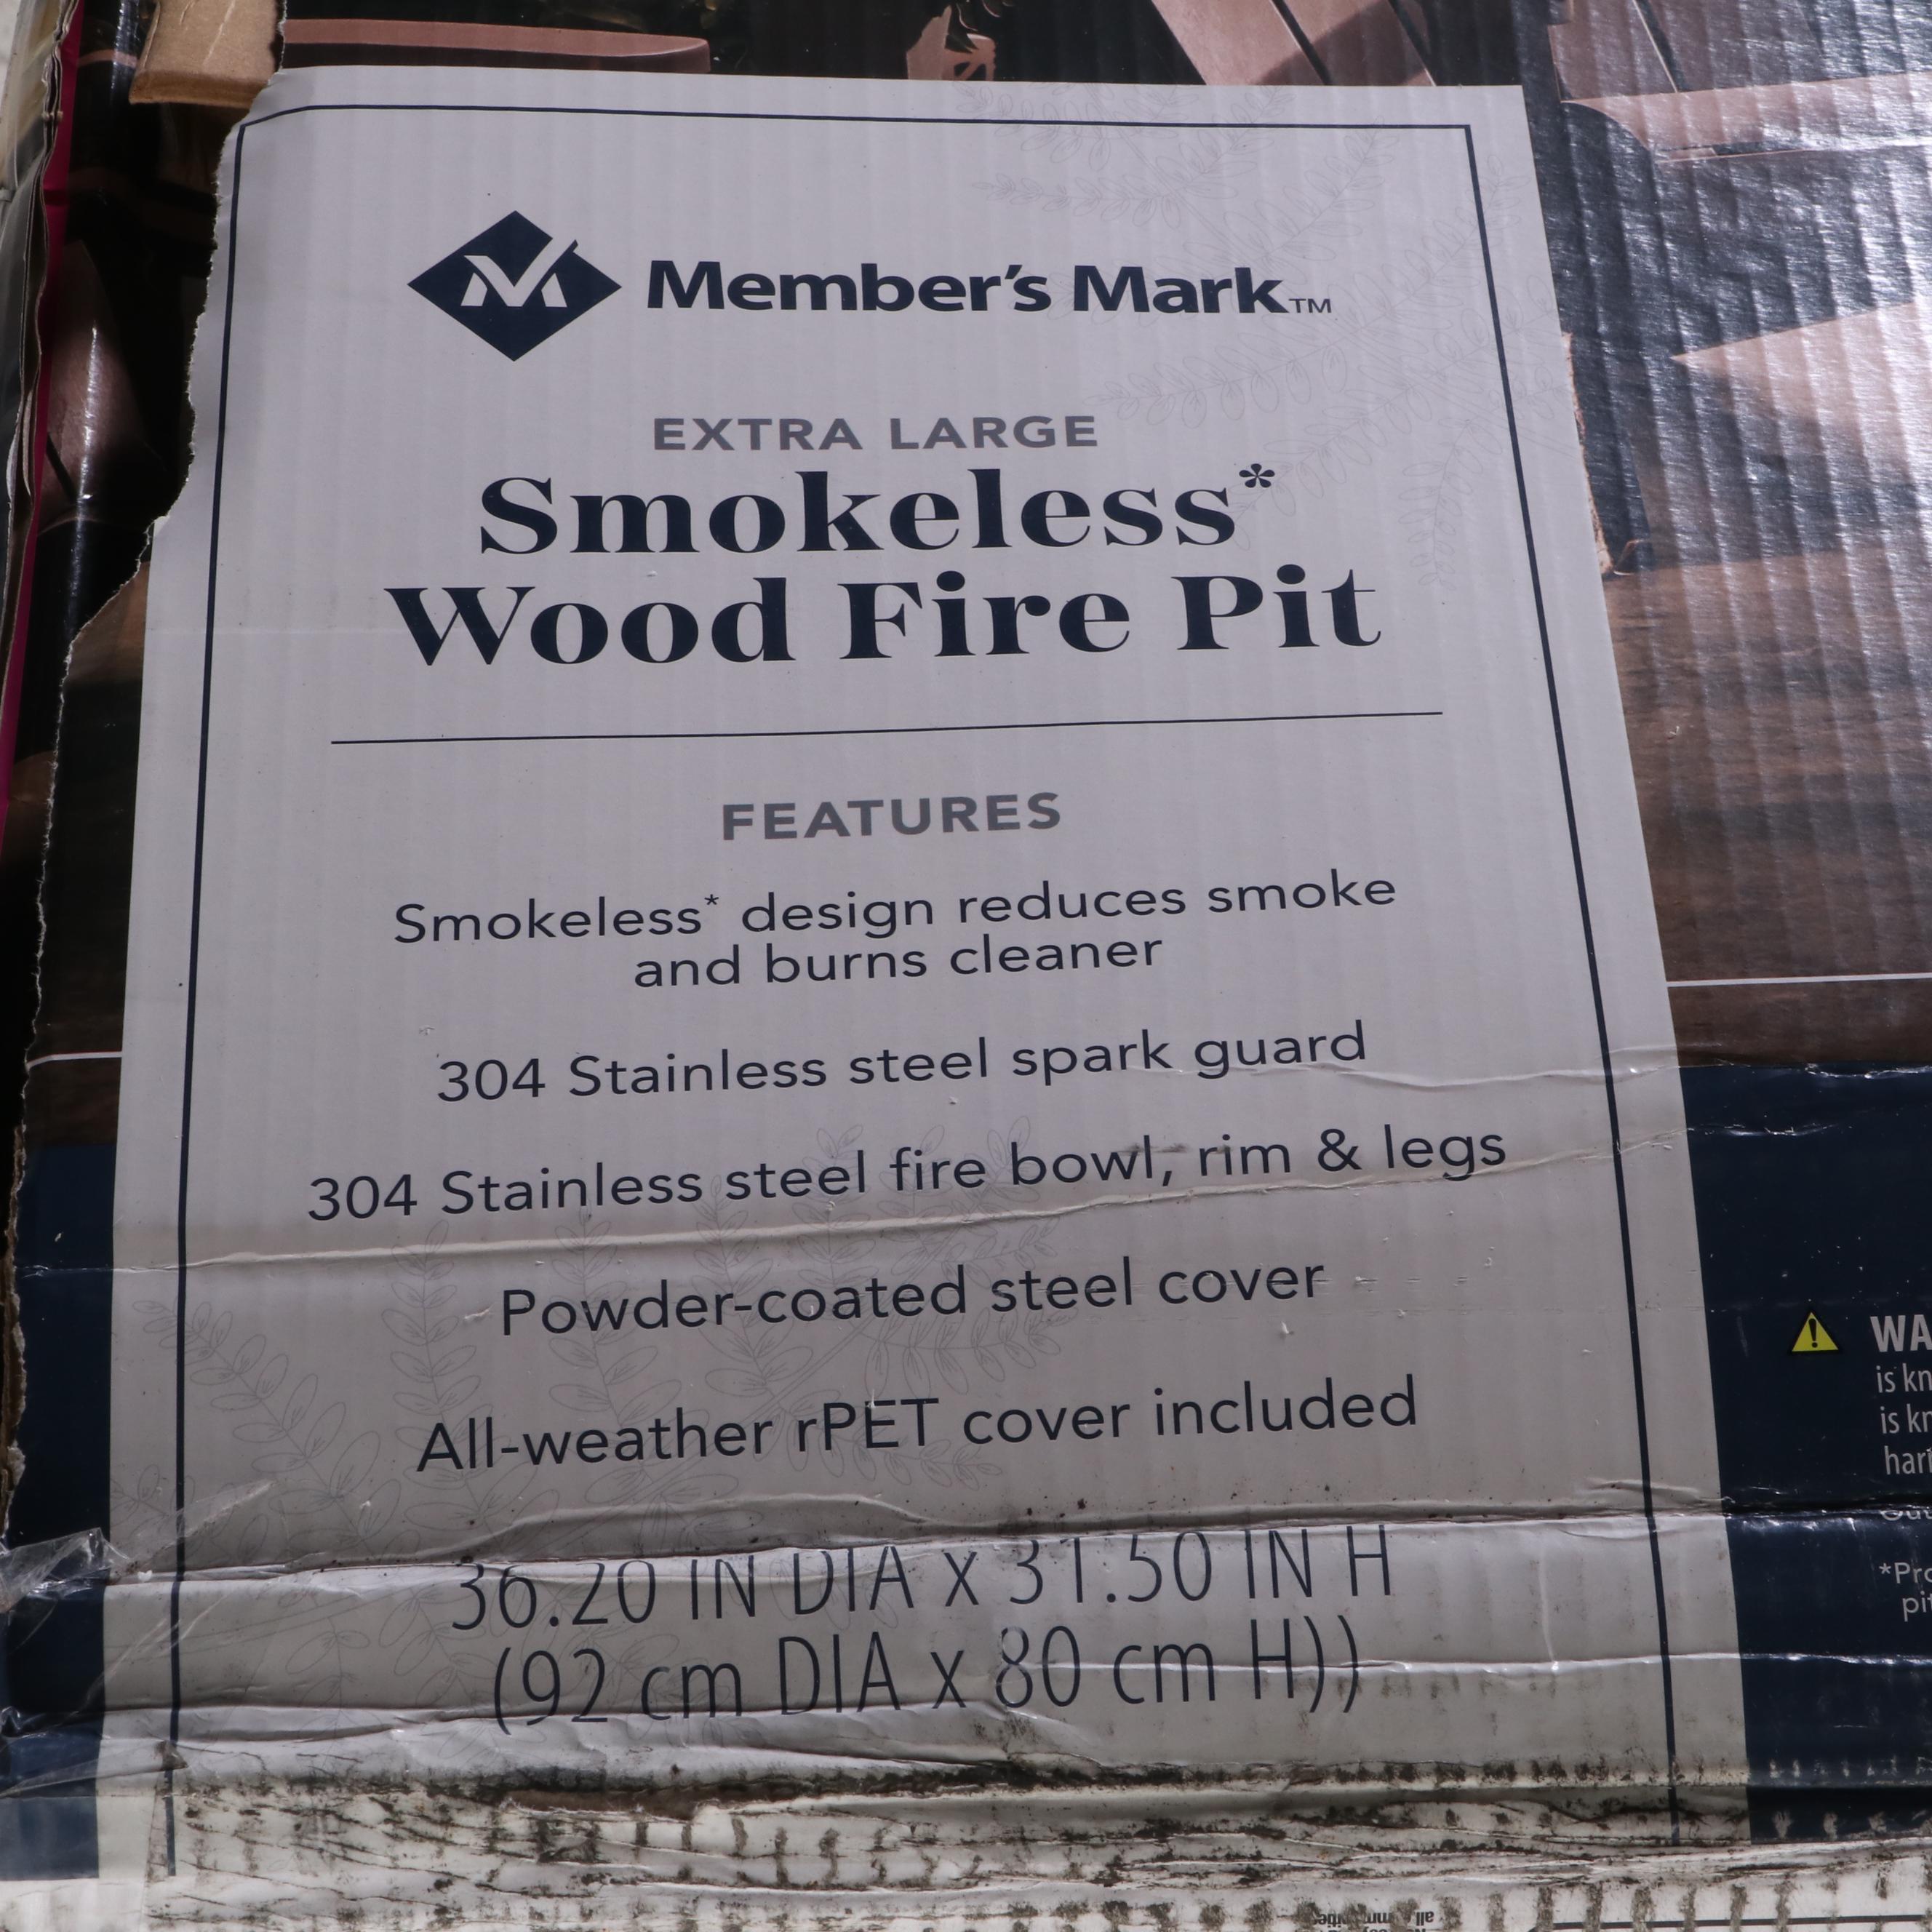 Member's Mark™
EXTRA LARGE
Smokeless*
Wood Fire Pit
FEATURES
Smokeless* design reduces smoke
and burns cleaner
304 Stainless steel spark guard
304 Stainless steel fire bowl, rim & legs
Powder-coated steel cover
All-weather rPET cover included
36.20 IN DIA x 31.50 IN H
(92 cm DIA x 80 cm H))
is
is